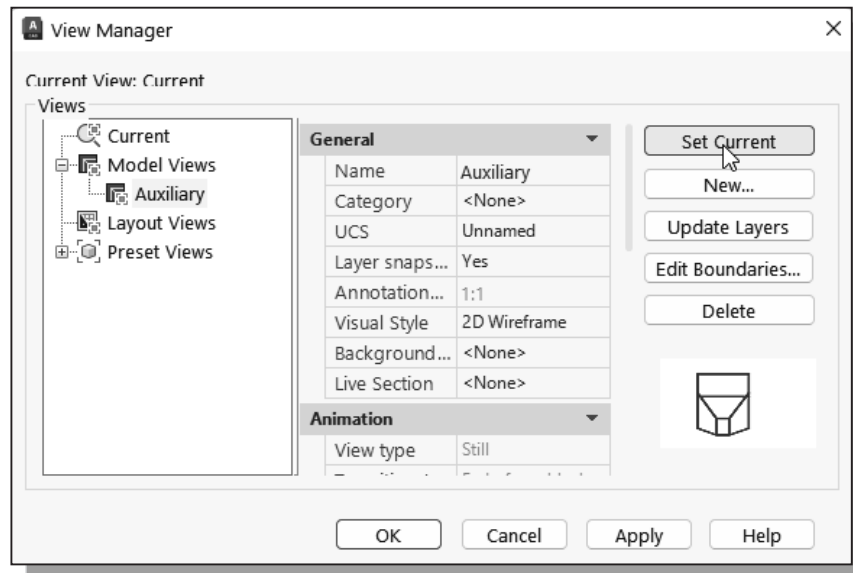 View Manager
Current View: Current
Views
Current
Model Views
Auxiliary
Layout Views
Preset Views
General
Name Auxiliary
Category <None>
UCS Unnamed
Layer snaps... Yes
Annotation... 1:1
Visual Style 2D Wireframe
Background... <None>
Live Section <None>
Animation
View type Still
Set Current
New...
Update Layers
Edit Boundaries...
Delete
OK Cancel Apply Help